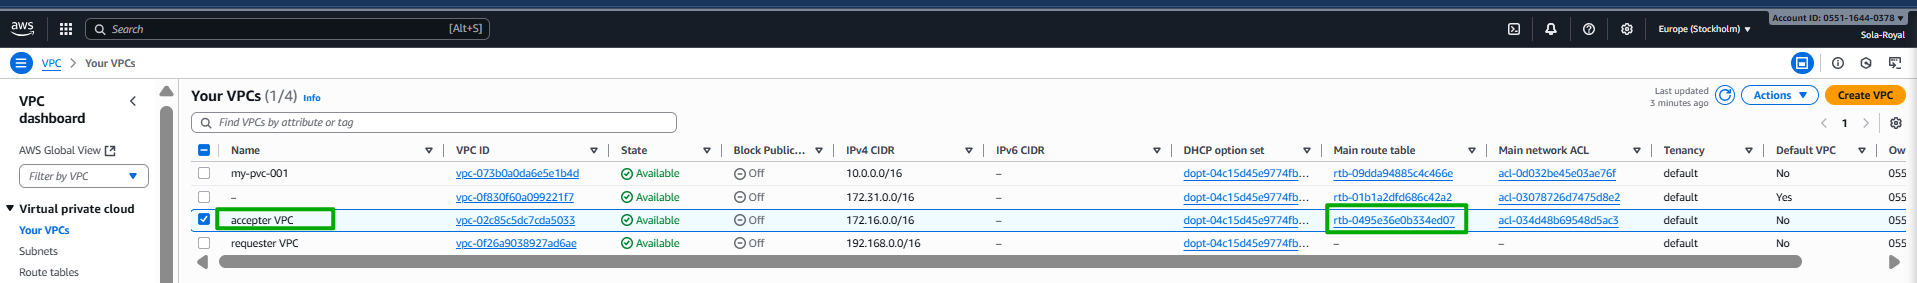 Account ID: 0551-1644-0378
aws Search [Alt+S] Europe (Stockholm) Sola-Royal
VPC > Your VPCs
VPC dashboard
AWS Global View
Filter by VPC
Virtual private cloud
Your VPCs
Subnets
Route tables
Your VPCs (1/4) Info
Last updated 3 minutes ago
Actions
Create VPC
Find VPCs by attribute or tag
1
Name VPC ID State Block Public... IPv4 CIDR IPv6 CIDR DHCP option set Main route table Main network ACL Tenancy Default VPC Ow
my-pvc-001 vpc-073b0a0da6e5e1b4d Available Off 10.0.0.0/16 – dopt-04c15d45e9774fb... rtb-09dda94885c4c466e acl-0d032be45e03ae76f default No 055
– vpc-0f830f60a099221f7 Available Off 172.31.0.0/16 – dopt-04c15d45e9774fb... rtb-01b1a2dfd686c42a2 acl-03078726d7475d8e2 default Yes 055
accepter VPC vpc-02c85c5dc7cda5033 Available Off 172.16.0.0/16 – dopt-04c15d45e9774fb... rtb-0495e36e0b334ed07 acl-034d48b69548d5ac3 default No 055
requester VPC vpc-0f26a9038927ad6ae Available Off 192.168.0.0/16 – dopt-04c15d45e9774fb... – – default No 055